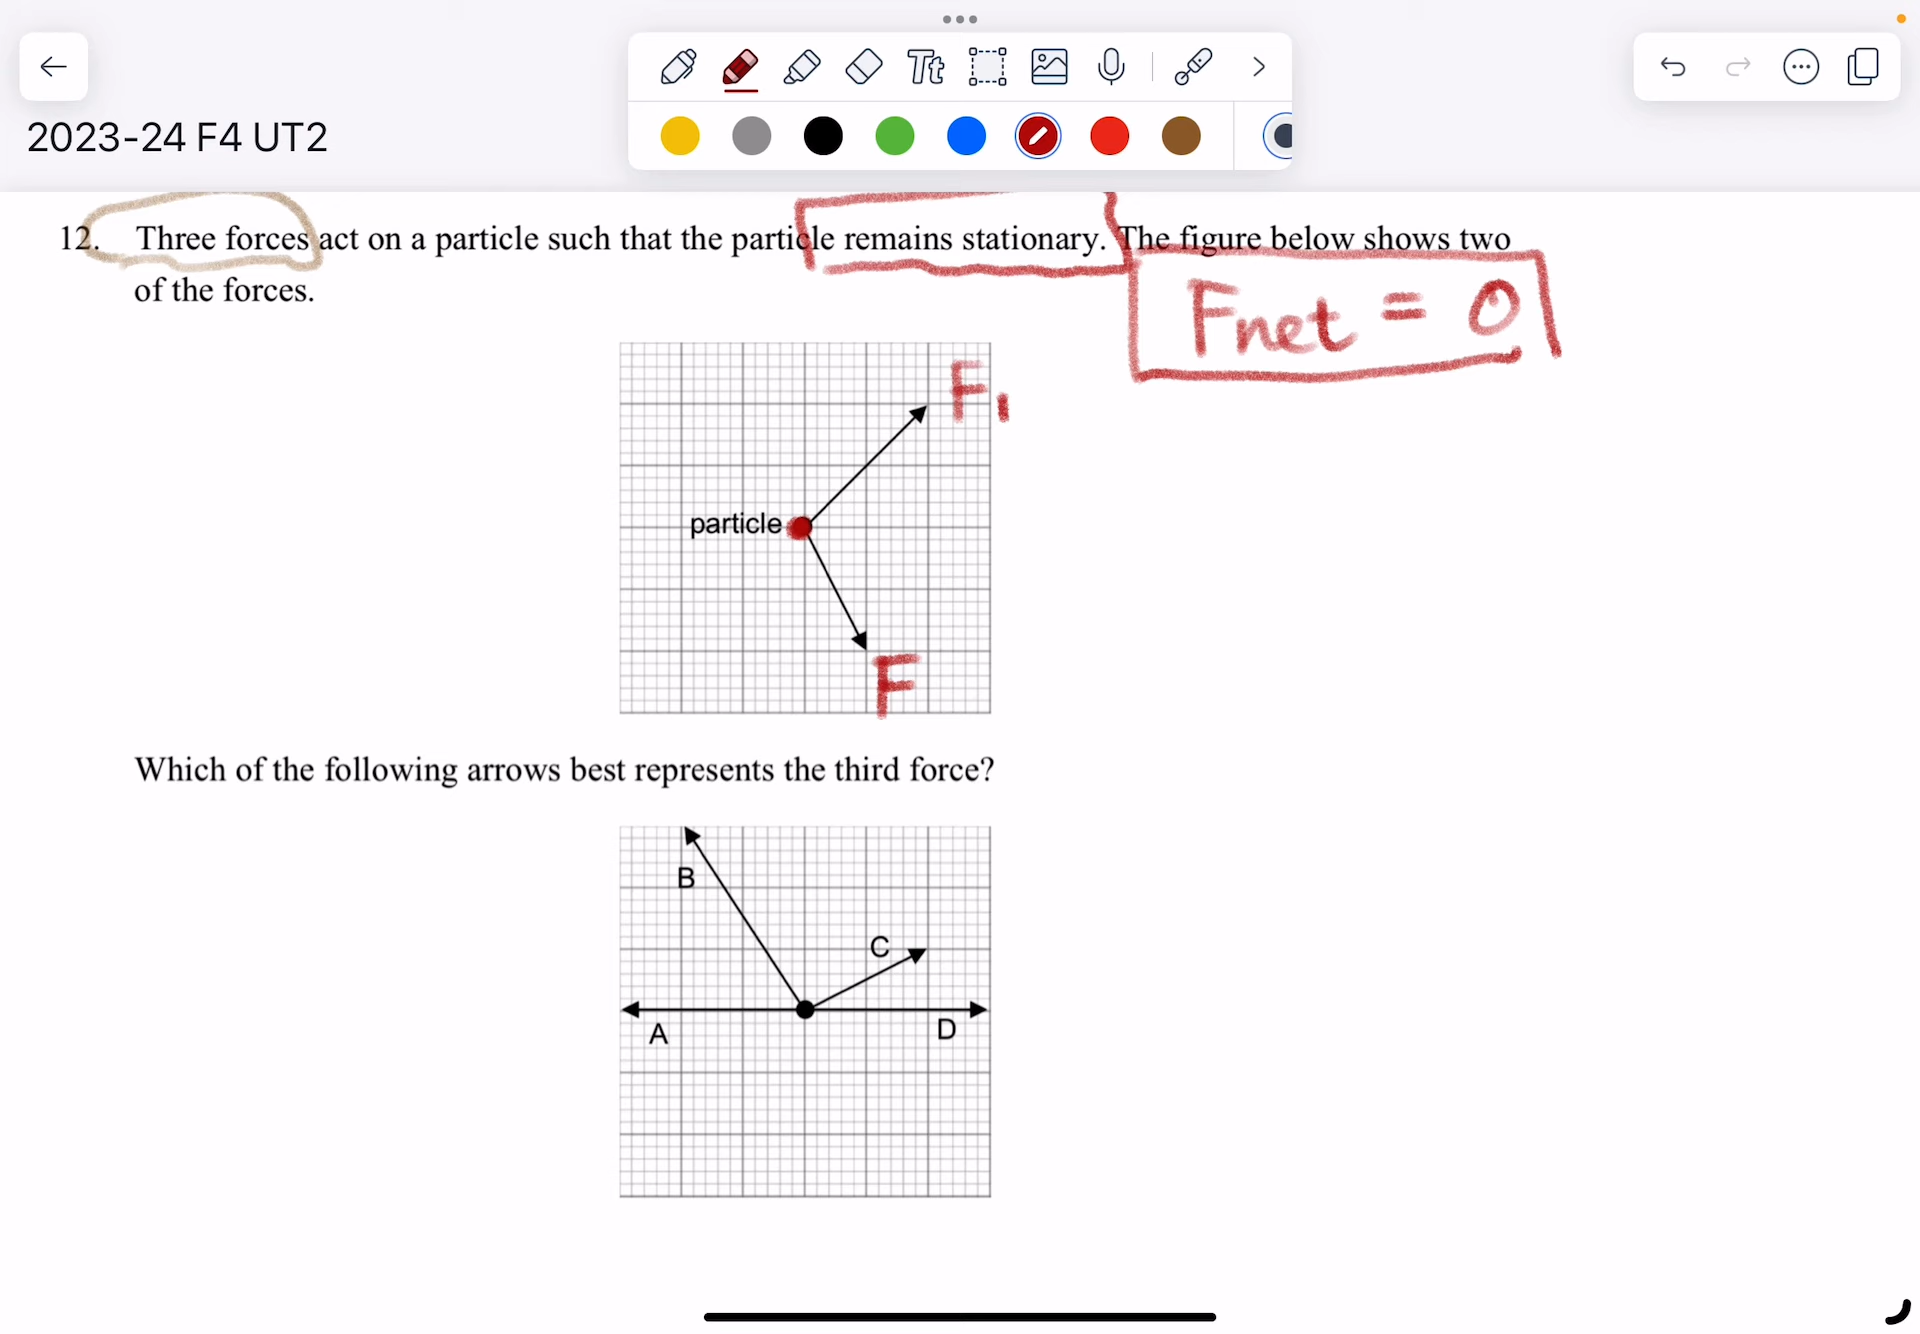 Tt
2023-24 F4 UT2
12. Three forces act on a particle such that the particle remains stationary. The figure below shows two
of the forces.
Fnet = 0
F1
particle
F
Which of the following arrows best represents the third force?
B
C
A
D